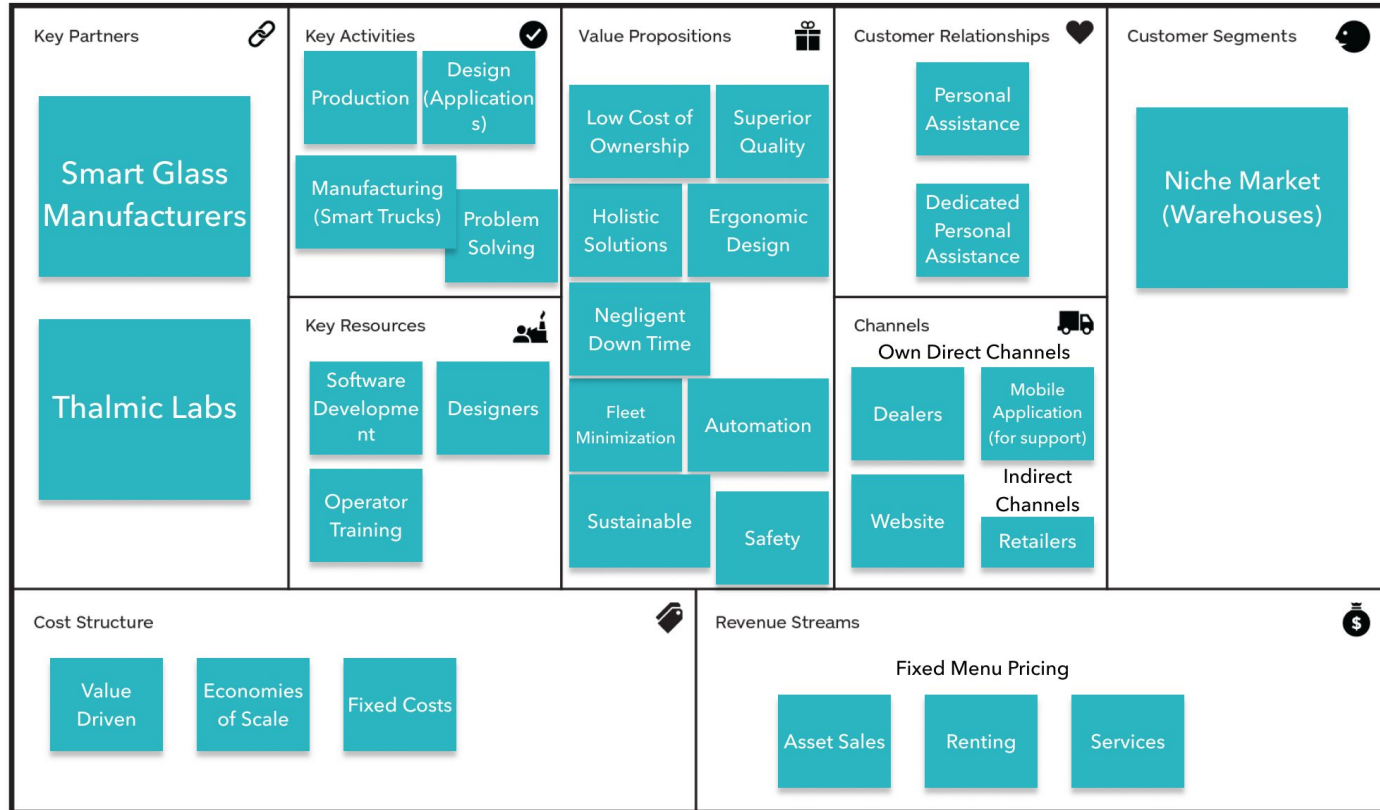 Key Partners
Smart Glass
Manufacturers
Thalmic Labs
Key Activities
Production
Design
(Application
s)
Manufacturing
(Smart Trucks)
Problem
Solving
Key Resources
Software
Developme
nt
Designers
Operator
Training
Value Propositions
Low Cost of
Ownership
Superior
Quality
Holistic
Solutions
Ergonomic
Design
Negligent
Down Time
Fleet
Minimization
Automation
Sustainable
Safety
Customer Relationships
Personal
Assistance
Dedicated
Personal
Assistance
Channels
Own Direct Channels
Dealers
Mobile
Application
(for support)
Website
Indirect
Channels
Retailers
Customer Segments
Niche Market
(Warehouses)
Cost Structure
Value
Driven
Economies
of Scale
Fixed Costs
Revenue Streams
$
Fixed Menu Pricing
Asset Sales
Renting
Services